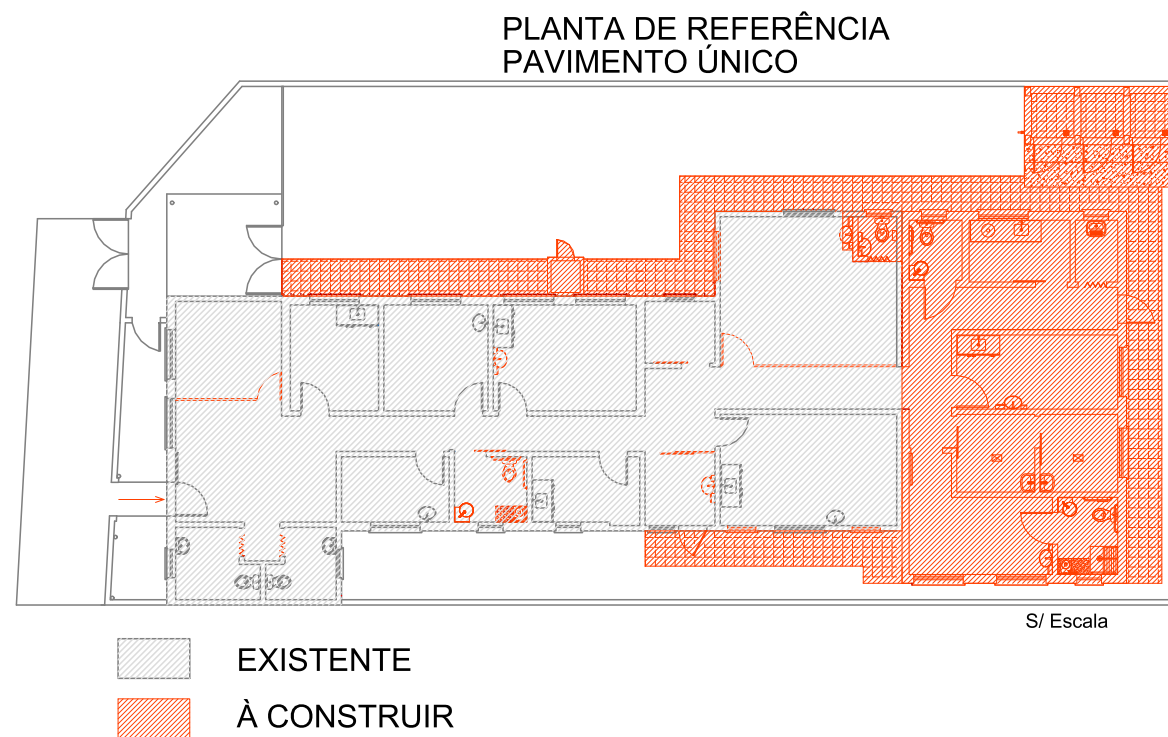 PLANTA DE REFERÊNCIA
PAVIMENTO ÚNICO
S/ Escala
EXISTENTE
À CONSTRUIR